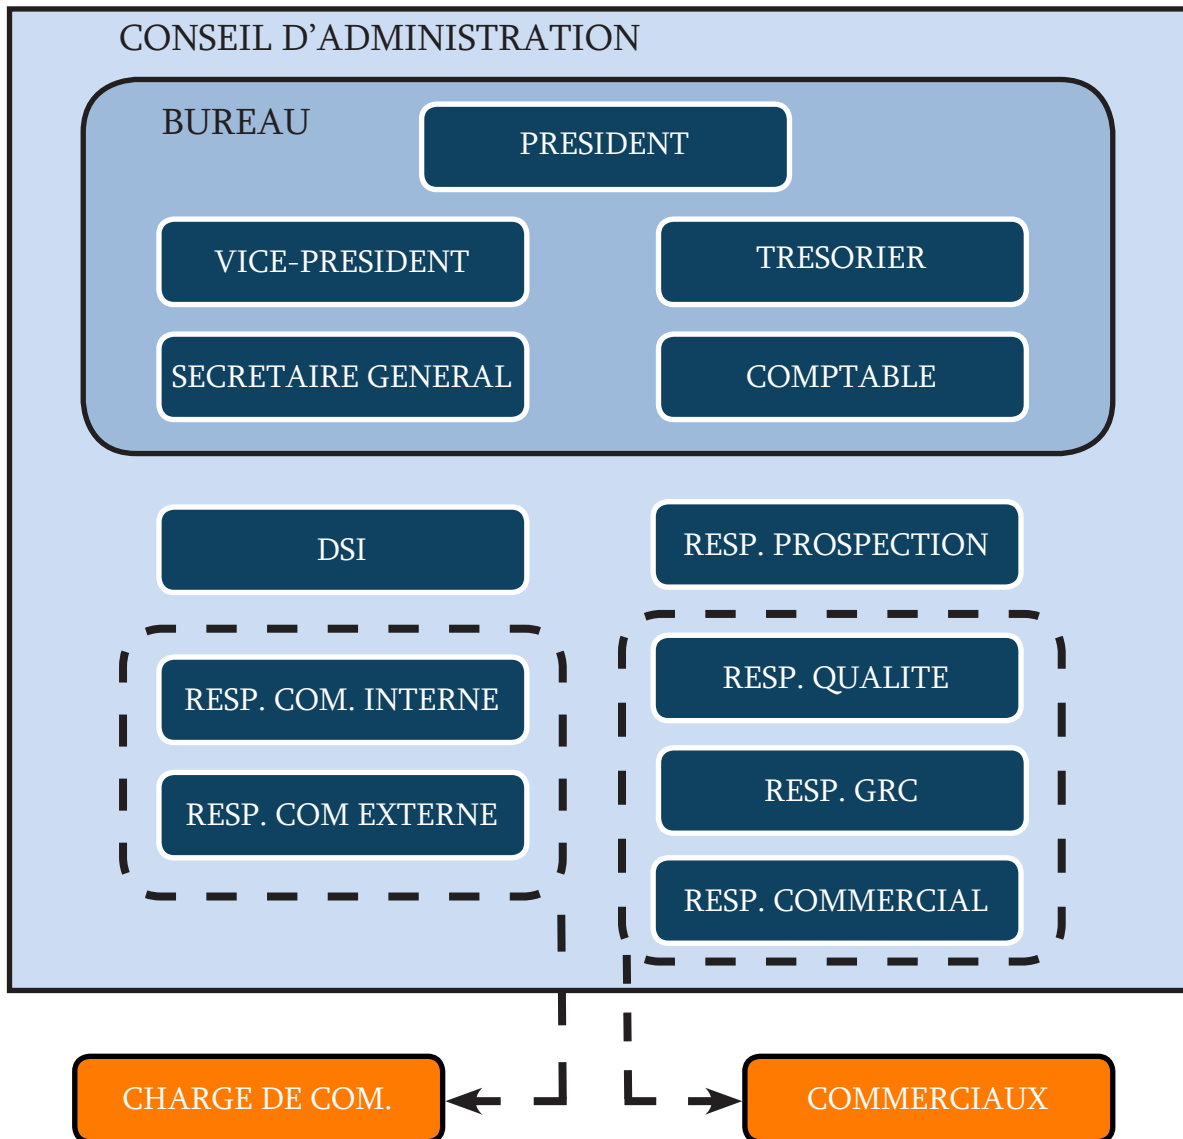 CONSEIL D'ADMINISTRATION
BUREAU
PRESIDENT
VICE-PRESIDENT
TRESORIER
SECRETAIRE GENERAL
COMPTABLE
DSI
RESP. PROSPECTION
RESP. COM. INTERNE
RESP. COM EXTERNE
RESP. QUALITE
RESP. GRC
RESP. COMMERCIAL
CHARGE DE COM.
COMMERCIAUX